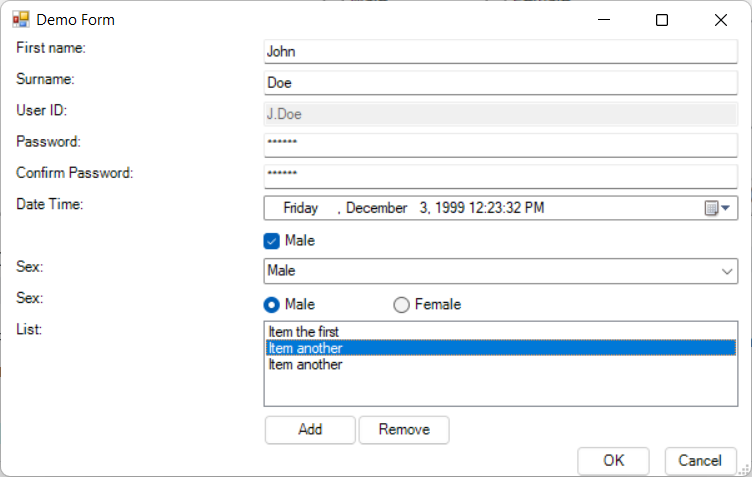 Demo Form
First name: John
Surname: Doe
User ID: J.Doe
Password: ******
Confirm Password: ******
Date Time: Friday , December 3, 1999 12:23:32 PM
Male
Sex: Male
Sex: Male Female
List: Item the first
Item another
Item another
Add Remove
OK Cancel